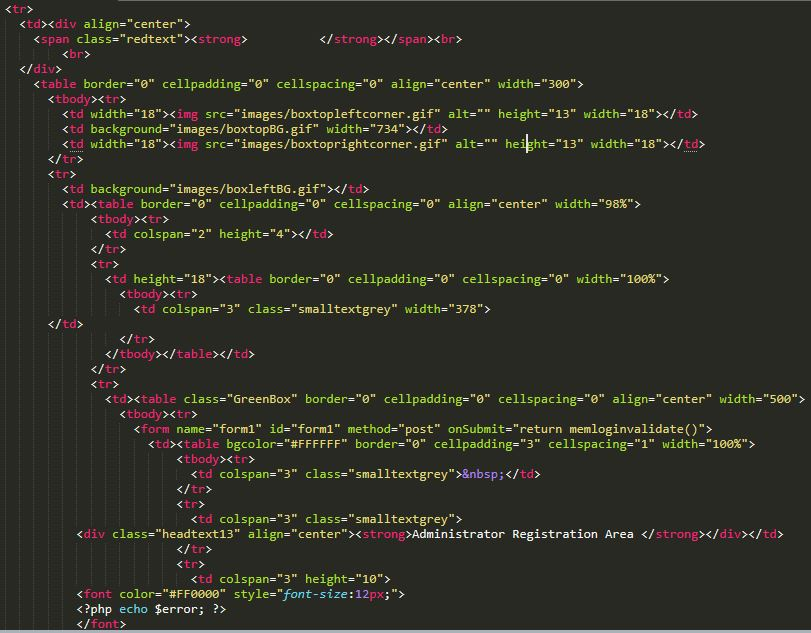 <tr>
<td><div align="center">
<span class="redtext"><strong> </strong></span><br>
<br>
</div>
<table border="0" cellpadding="0" cellspacing="0" align="center" width="300">
<tbody><tr>
<td width="18"><img src="images/boxtopleftcorner.gif" alt="" height="13" width="18"></td>
<td background="images/boxtopBG.gif" width="734"></td>
<td width="18"><img src="images/boxtoprightcorner.gif" alt="" height="13" width="18"></td>
</tr>
<tr>
<td background="images/boxleftBG.gif"></td>
<td><table border="0" cellpadding="0" cellspacing="0" align="center" width="98%">
<tbody><tr>
<td colspan="2" height="4"></td>
</tr>
<tr>
<td height="18"><table border="0" cellpadding="0" cellspacing="0" width="100%">
<tbody><tr>
<td colspan="3" class="smalltextgrey" width="378">
</td>
</tr>
</tbody></table></td>
</tr>
<tr>
<td><table class="GreenBox" border="0" cellpadding="0" cellspacing="0" align="center" width="500">
<tbody><tr>
<form name="form1" id="form1" method="post" onSubmit="return memloginvalidate()">
<td><table bgcolor="#FFFFFF" border="0" cellpadding="3" cellspacing="1" width="100%">
<tbody><tr>
<td colspan="3" class="smalltextgrey">&nbsp;</td>
</tr>
<tr>
<td colspan="3" class="smalltextgrey">
<div class="headtext13" align="center"><strong>Administrator Registration Area </strong></div></td>
</tr>
<tr>
<td colspan="3" height="10">
<font color="#FF0000" style="font-size:12px;">
<?php echo $error; ?>
</font>